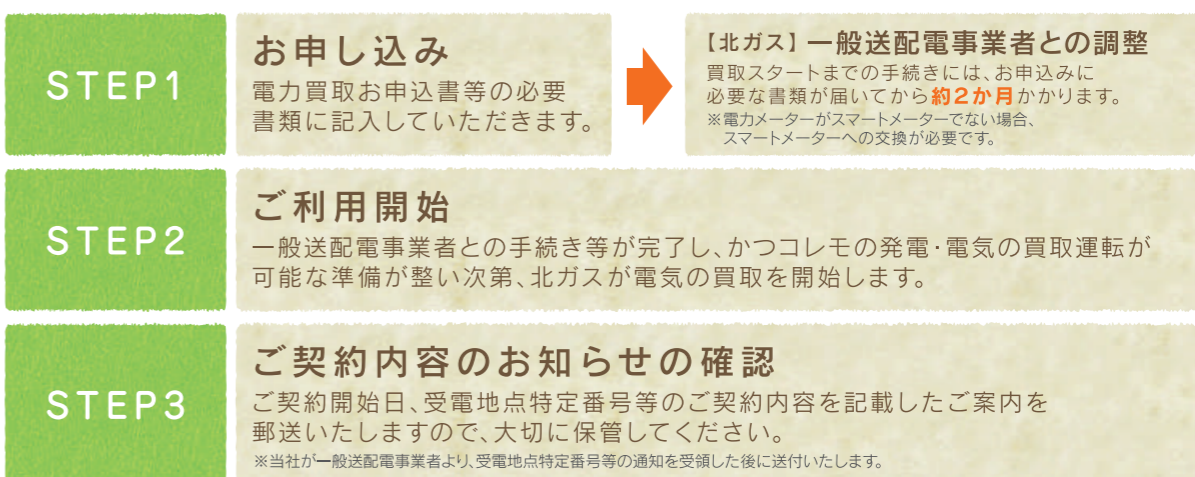 STEP1
お申し込み
電力買取お申込書等の必要
書類に記入していただきます。
【北ガス】一般送配電事業者との調整
買取スタートまでの手続きには、お申込みに
必要な書類が届いてから約2か月かかります。
※電力メーターがスマートメーターでない場合、
スマートメーターへの交換が必要です。
STEP2
ご利用開始
一般送配電事業者との手続き等が完了し、かつコレモの発電・電気の買取運転が
可能な準備が整い次第、北ガスが電気の買取を開始します。
STEP3
ご契約内容のお知らせの確認
ご契約開始日、受電地点特定番号等のご契約内容を記載したご案内を
郵送いたしますので、大切に保管してください。
※当社が一般送配電事業者より、受電地点特定番号等の通知を受領した後に送付いたします。